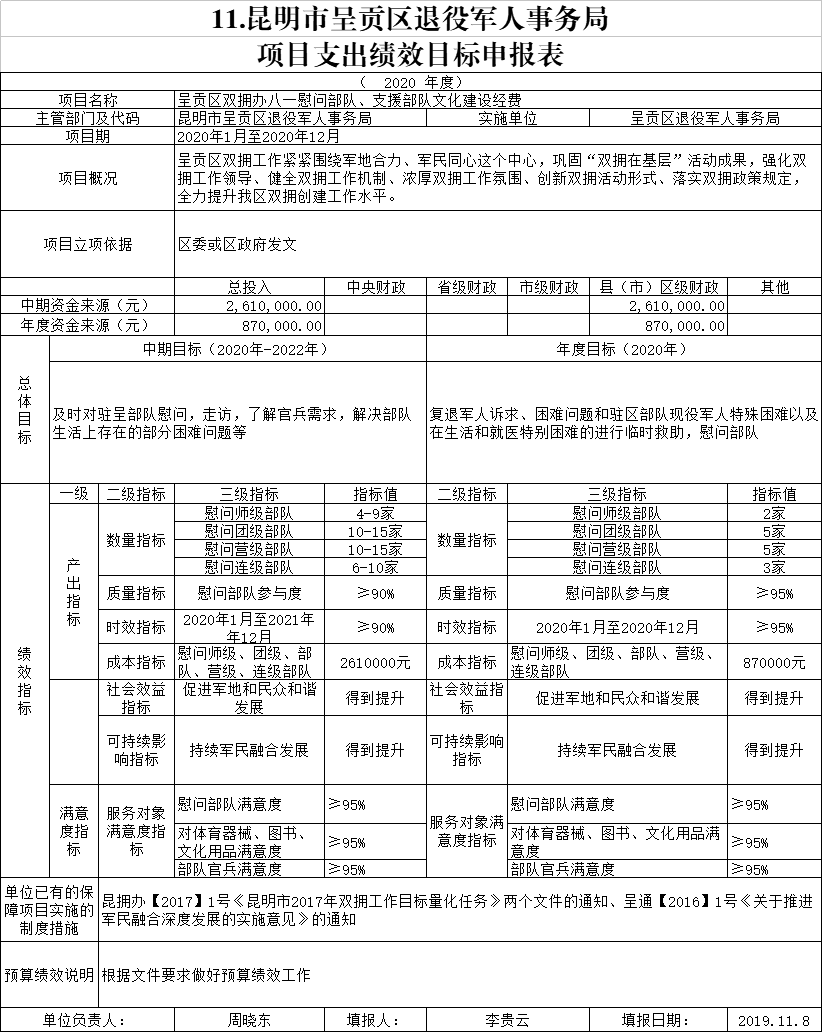 11.昆明市呈贡区退役军人事务局
项目支出绩效目标申报表
（ 2020 年度）
项目名称 呈贡区双拥办八一慰问部队、支援部队文化建设经费
主管部门及代码 昆明市呈贡区退役军人事务局 实施单位 呈贡区退役军人事务局
项目期 2020年1月至2020年12月
呈贡区双拥工作紧紧围绕军地合力、军民同心这个中心，巩固“双拥在基层”活动成果，强化双
项目概况 拥工作领导、健全双拥工作机制、浓厚双拥工作氛围、创新双拥活动形式、落实双拥政策规定，
全力提升我区双拥创建工作水平。
项目立项依据 区委或区政府发文
总投入 中央财政 省级财政 市级财政 县（市）区级财政 其他
中期资金来源（元） 2,610,000.00 2,610,000.00
年度资金来源（元） 870,000.00 870,000.00
总体目标
中期目标（2020年-2022年） 年度目标（2020年）
及时对驻呈部队慰问，走访，了解官兵需求，解决部队
生活上存在的部分困难问题等
复退军人诉求、困难问题和驻区部队现役军人特殊困难以及
在生活和就医特别困难的进行临时救助，慰问部队
绩效指标
一级 二级指标 三级指标 指标值 二级指标 三级指标 指标值
产出指标
数量指标 慰问师级部队 4-9家 数量指标 慰问师级部队 2家
慰问团级部队 10-15家 慰问团级部队 5家
慰问营级部队 10-15家 慰问营级部队 5家
慰问连级部队 6-10家 慰问连级部队 3家
质量指标 慰问部队参与度 ≥90% 质量指标 慰问部队参与度 ≥95%
时效指标 2020年1月至2021年
年12月 ≥90% 时效指标 2020年1月至2020年12月 ≥95%
成本指标 慰问师级、团级、部
队、营级、连级部队 2610000元 成本指标 慰问师级、团级、部队、营级、
连级部队 870000元
社会效益
指标 促进军地和民众和谐
发展 得到提升 社会效益指
标 促进军地和民众和谐发展 得到提升
可持续影
响指标 持续军民融合发展 得到提升 可持续影响
指标 持续军民融合发展 得到提升
满意
度指
标 服务对象
满意度指
标 慰问部队满意度 ≥95% 服务对象满
意度指标 慰问部队满意度 ≥95%
对体育器械、图书、
文化用品满意度 ≥95% 对体育器械、图书、文化用品满
意度 ≥95%
部队官兵满意度 ≥95% 部队官兵满意度 ≥95%
单位已有的保
障项目实施的
制度措施
昆拥办【2017】1号《昆明市2017年双拥工作目标量化任务》两个文件的通知、呈通【2016】1号《关于推进
军民融合深度发展的实施意见》的通知
预算绩效说明 根据文件要求做好预算绩效工作
单位负责人： 周晓东 填报人： 李贵云 填报日期： 2019.11.8